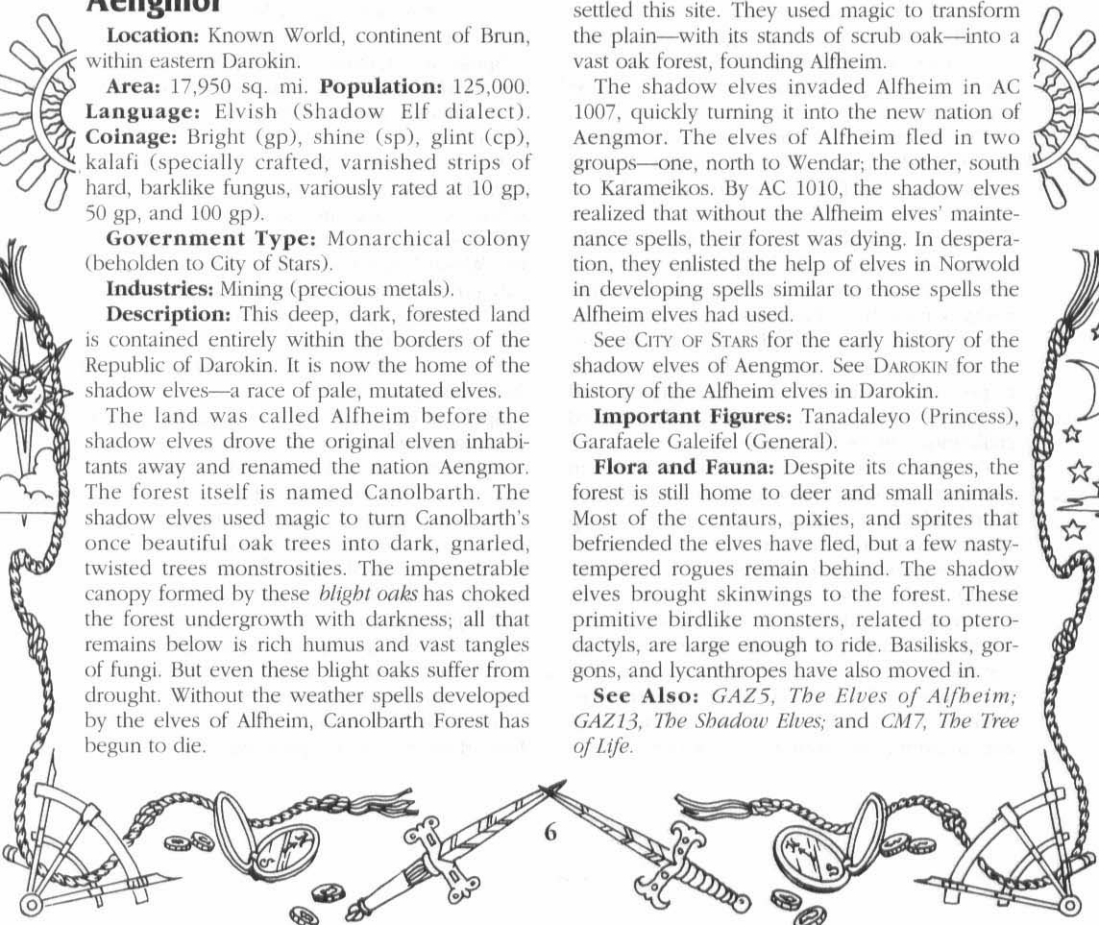 Aengmor
Location: Known World, continent of Brun,
within eastern Darokin.
Area: 17,950 sq. mi. Population: 125,000.
Language: Elvish (Shadow Elf dialect).
Coinage: Bright (gp), shine (sp), glint (cp),
kalafi (specially crafted, varnished strips of
hard, barklike fungus, variously rated at 10 gp,
50 gp, and 100 gp).
Government Type: Monarchical colony
(beholden to City of Stars).
Industries: Mining (precious metals).
Description: This deep, dark, forested land
is contained entirely within the borders of the
Republic of Darokin. It is now the home of the
shadow elves—a race of pale, mutated elves.
The land was called Alfheim before the
shadow elves drove the original elven inhabi-
tants away and renamed the nation Aengmor.
The forest itself is named Canolbarth. The
shadow elves used magic to turn Canolbarth's
once beautiful oak trees into dark, gnarled,
twisted trees monstrosities. The impenetrable
canopy formed by these blight oaks has choked
the forest undergrowth with darkness; all that
remains below is rich humus and vast tangles
of fungi. But even these blight oaks suffer from
drought. Without the weather spells developed
by the elves of Alfheim, Canolbarth Forest has
begun to die.
settled this site. They used magic to transform
the plain—with its stands of scrub oak—into a
vast oak forest, founding Alfheim.
The shadow elves invaded Alfheim in AC
1007, quickly turning it into the new nation of
Aengmor. The elves of Alfheim fled in two
groups—one, north to Wendar; the other, south
to Karameikos. By AC 1010, the shadow elves
realized that without the Alfheim elves' mainte-
nance spells, their forest was dying. In despera-
tion, they enlisted the help of elves in Norwold
in developing spells similar to those spells the
Alfheim elves had used.
See CITY OF STARS for the early history of the
shadow elves of Aengmor. See DAROKIN for the
history of the Alfheim elves in Darokin.
Important Figures: Tanadaleyo (Princess),
Garafaele Galeifel (General).
Flora and Fauna: Despite its changes, the
forest is still home to deer and small animals.
Most of the centaurs, pixies, and sprites that
befriended the elves have fled, but a few nasty-
tempered rogues remain behind. The shadow
elves brought skinwings to the forest. These
primitive birdlike monsters, related to ptero-
dactyls, are large enough to ride. Basilisks, gor-
gons, and lycanthropes have also moved in.
See Also: GAZ5, The Elves of Alfheim;
GAZ13, The Shadow Elves; and CM7, The Tree
of Life.
6